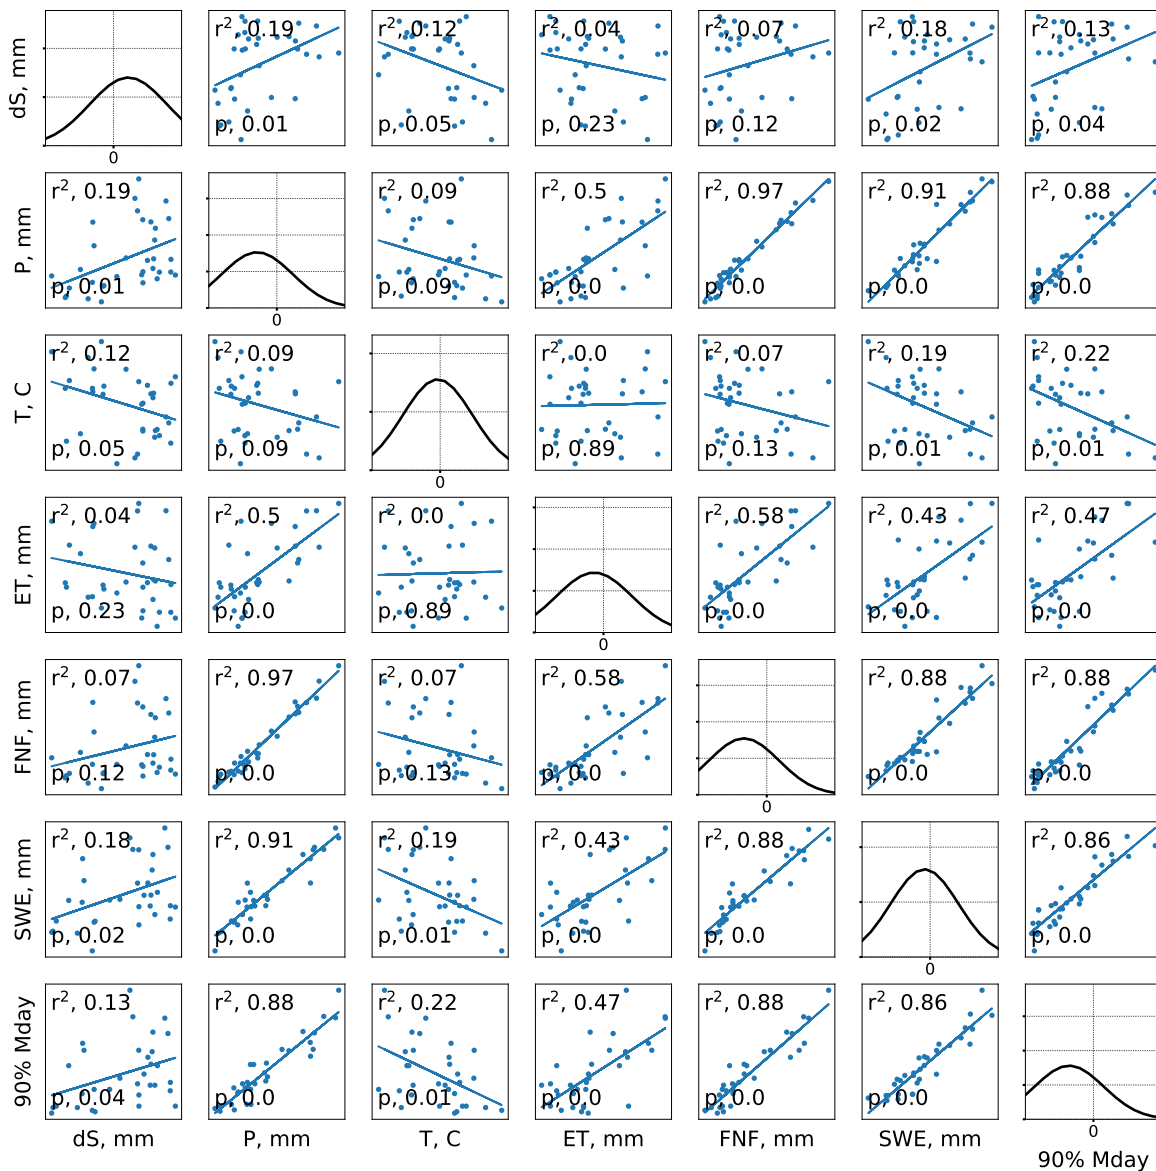 dS, mm
r², 0.19
p, 0.01
r², 0.12
p, 0.05
r², 0.04
p, 0.23
r², 0.07
p, 0.12
r², 0.18
p, 0.02
r², 0.13
p, 0.04
0
P, mm
r², 0.19
p, 0.01
r², 0.09
p, 0.09
r², 0.5
p, 0.0
r², 0.97
p, 0.0
r², 0.91
p, 0.0
r², 0.88
p, 0.0
0
T, C
r², 0.12
p, 0.05
r², 0.09
p, 0.09
r², 0.0
p, 0.89
r², 0.07
p, 0.13
r², 0.19
p, 0.01
r², 0.22
p, 0.01
0
ET, mm
r², 0.04
p, 0.23
r², 0.5
p, 0.0
r², 0.0
p, 0.89
r², 0.58
p, 0.0
r², 0.43
p, 0.0
r², 0.47
p, 0.0
0
FNF, mm
r², 0.07
p, 0.12
r², 0.97
p, 0.0
r², 0.07
p, 0.13
r², 0.58
p, 0.0
r², 0.88
p, 0.0
r², 0.88
p, 0.0
0
SWE, mm
r², 0.18
p, 0.02
r², 0.91
p, 0.0
r², 0.19
p, 0.01
r², 0.43
p, 0.0
r², 0.88
p, 0.0
r², 0.86
p, 0.0
0
90% Mday
r², 0.13
p, 0.04
r², 0.88
p, 0.0
r², 0.22
p, 0.01
r², 0.47
p, 0.0
r², 0.88
p, 0.0
r², 0.86
p, 0.0
0
dS, mm
P, mm
T, C
ET, mm
FNF, mm
SWE, mm
90% Mday